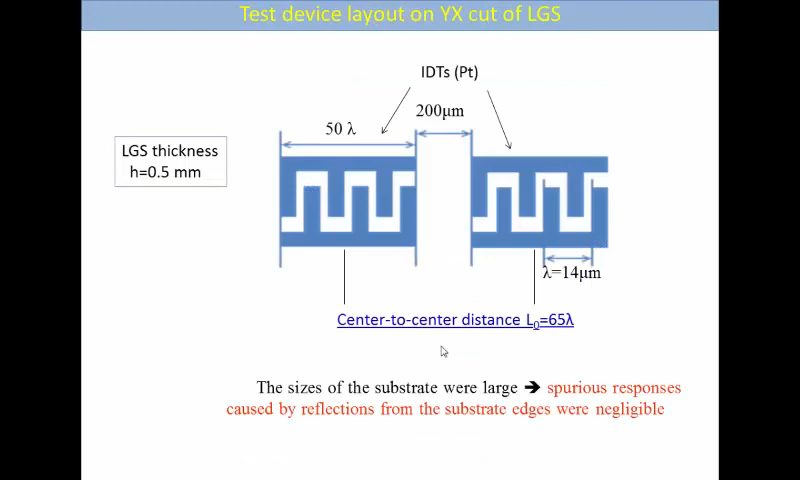 Test device layout on YX cut of LGS
IDTs (Pt)
200μm
50 λ
LGS thickness
h=0.5 mm
λ=14μm
Center-to-center distance L0=65λ
The sizes of the substrate were large ➔ spurious responses
caused by reflections from the substrate edges were negligible